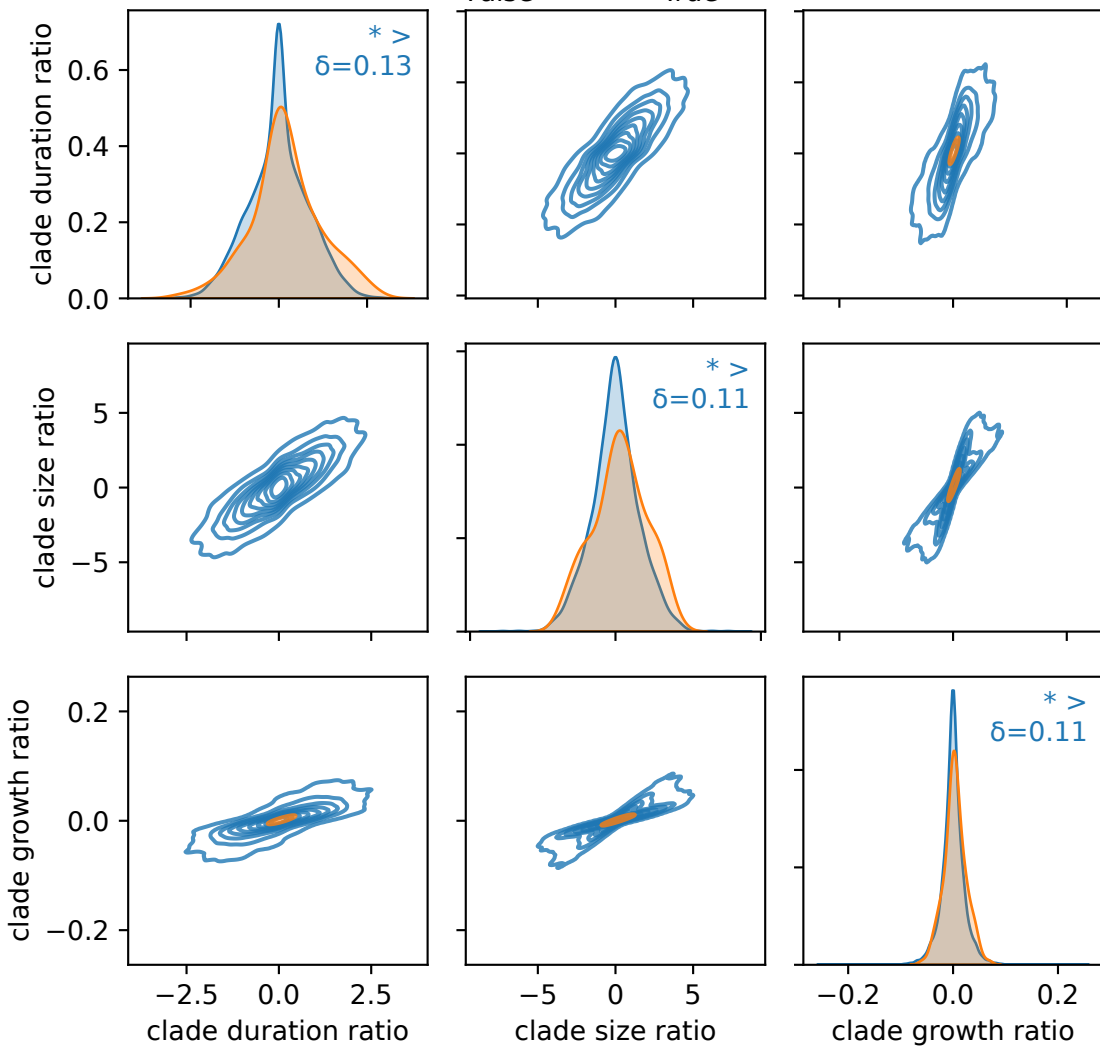 clade duration ratio
0.6
0.4
0.2
0.0
* >
δ=0.13
clade size ratio
5
0
−5
* >
δ=0.11
clade growth ratio
0.2
0.0
−0.2
* >
δ=0.11
−2.5 0.0 2.5
−5 0 5
−0.2 0.0 0.2
clade duration ratio
clade size ratio
clade growth ratio